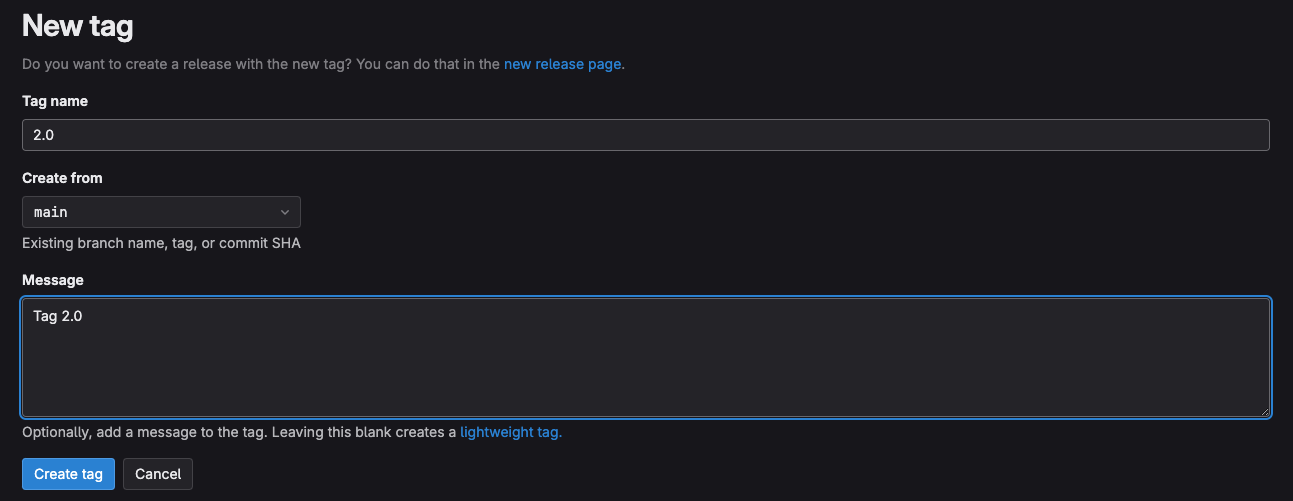 New tag
Do you want to create a release with the new tag? You can do that in the new release page.
Tag name
2.0
Create from
main
Existing branch name, tag, or commit SHA
Message
Tag 2.0
Optionally, add a message to the tag. Leaving this blank creates a lightweight tag.
Create tag Cancel